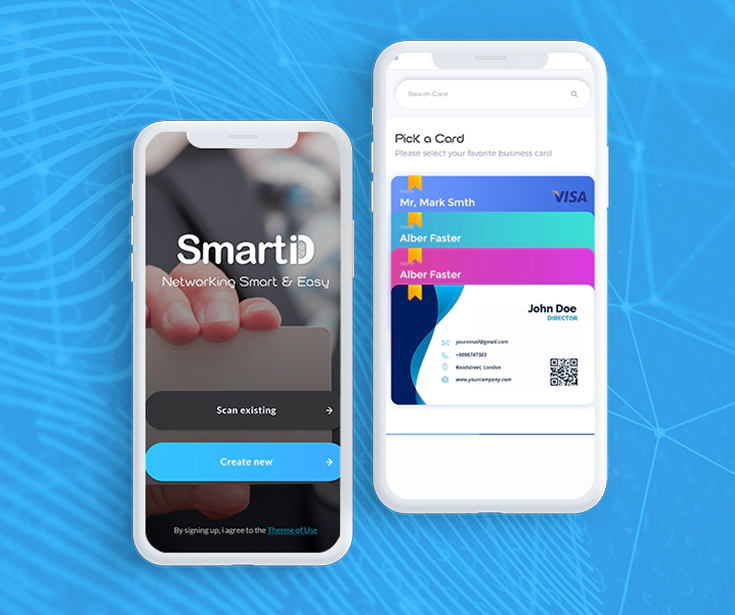 SmartiD
Networking Smart & Easy
Scan existing
Create new
By signing up, i agree to the Therme of Use
Search Card
Pick a Card
Please select your favorite business card
Mr, Mark Smth
VISA
Alber Faster
Alber Faster
John Doe
DIRECTOR
youremail@gmail.com
+9896747383
Roodstreet, London
www.yourcompany.com